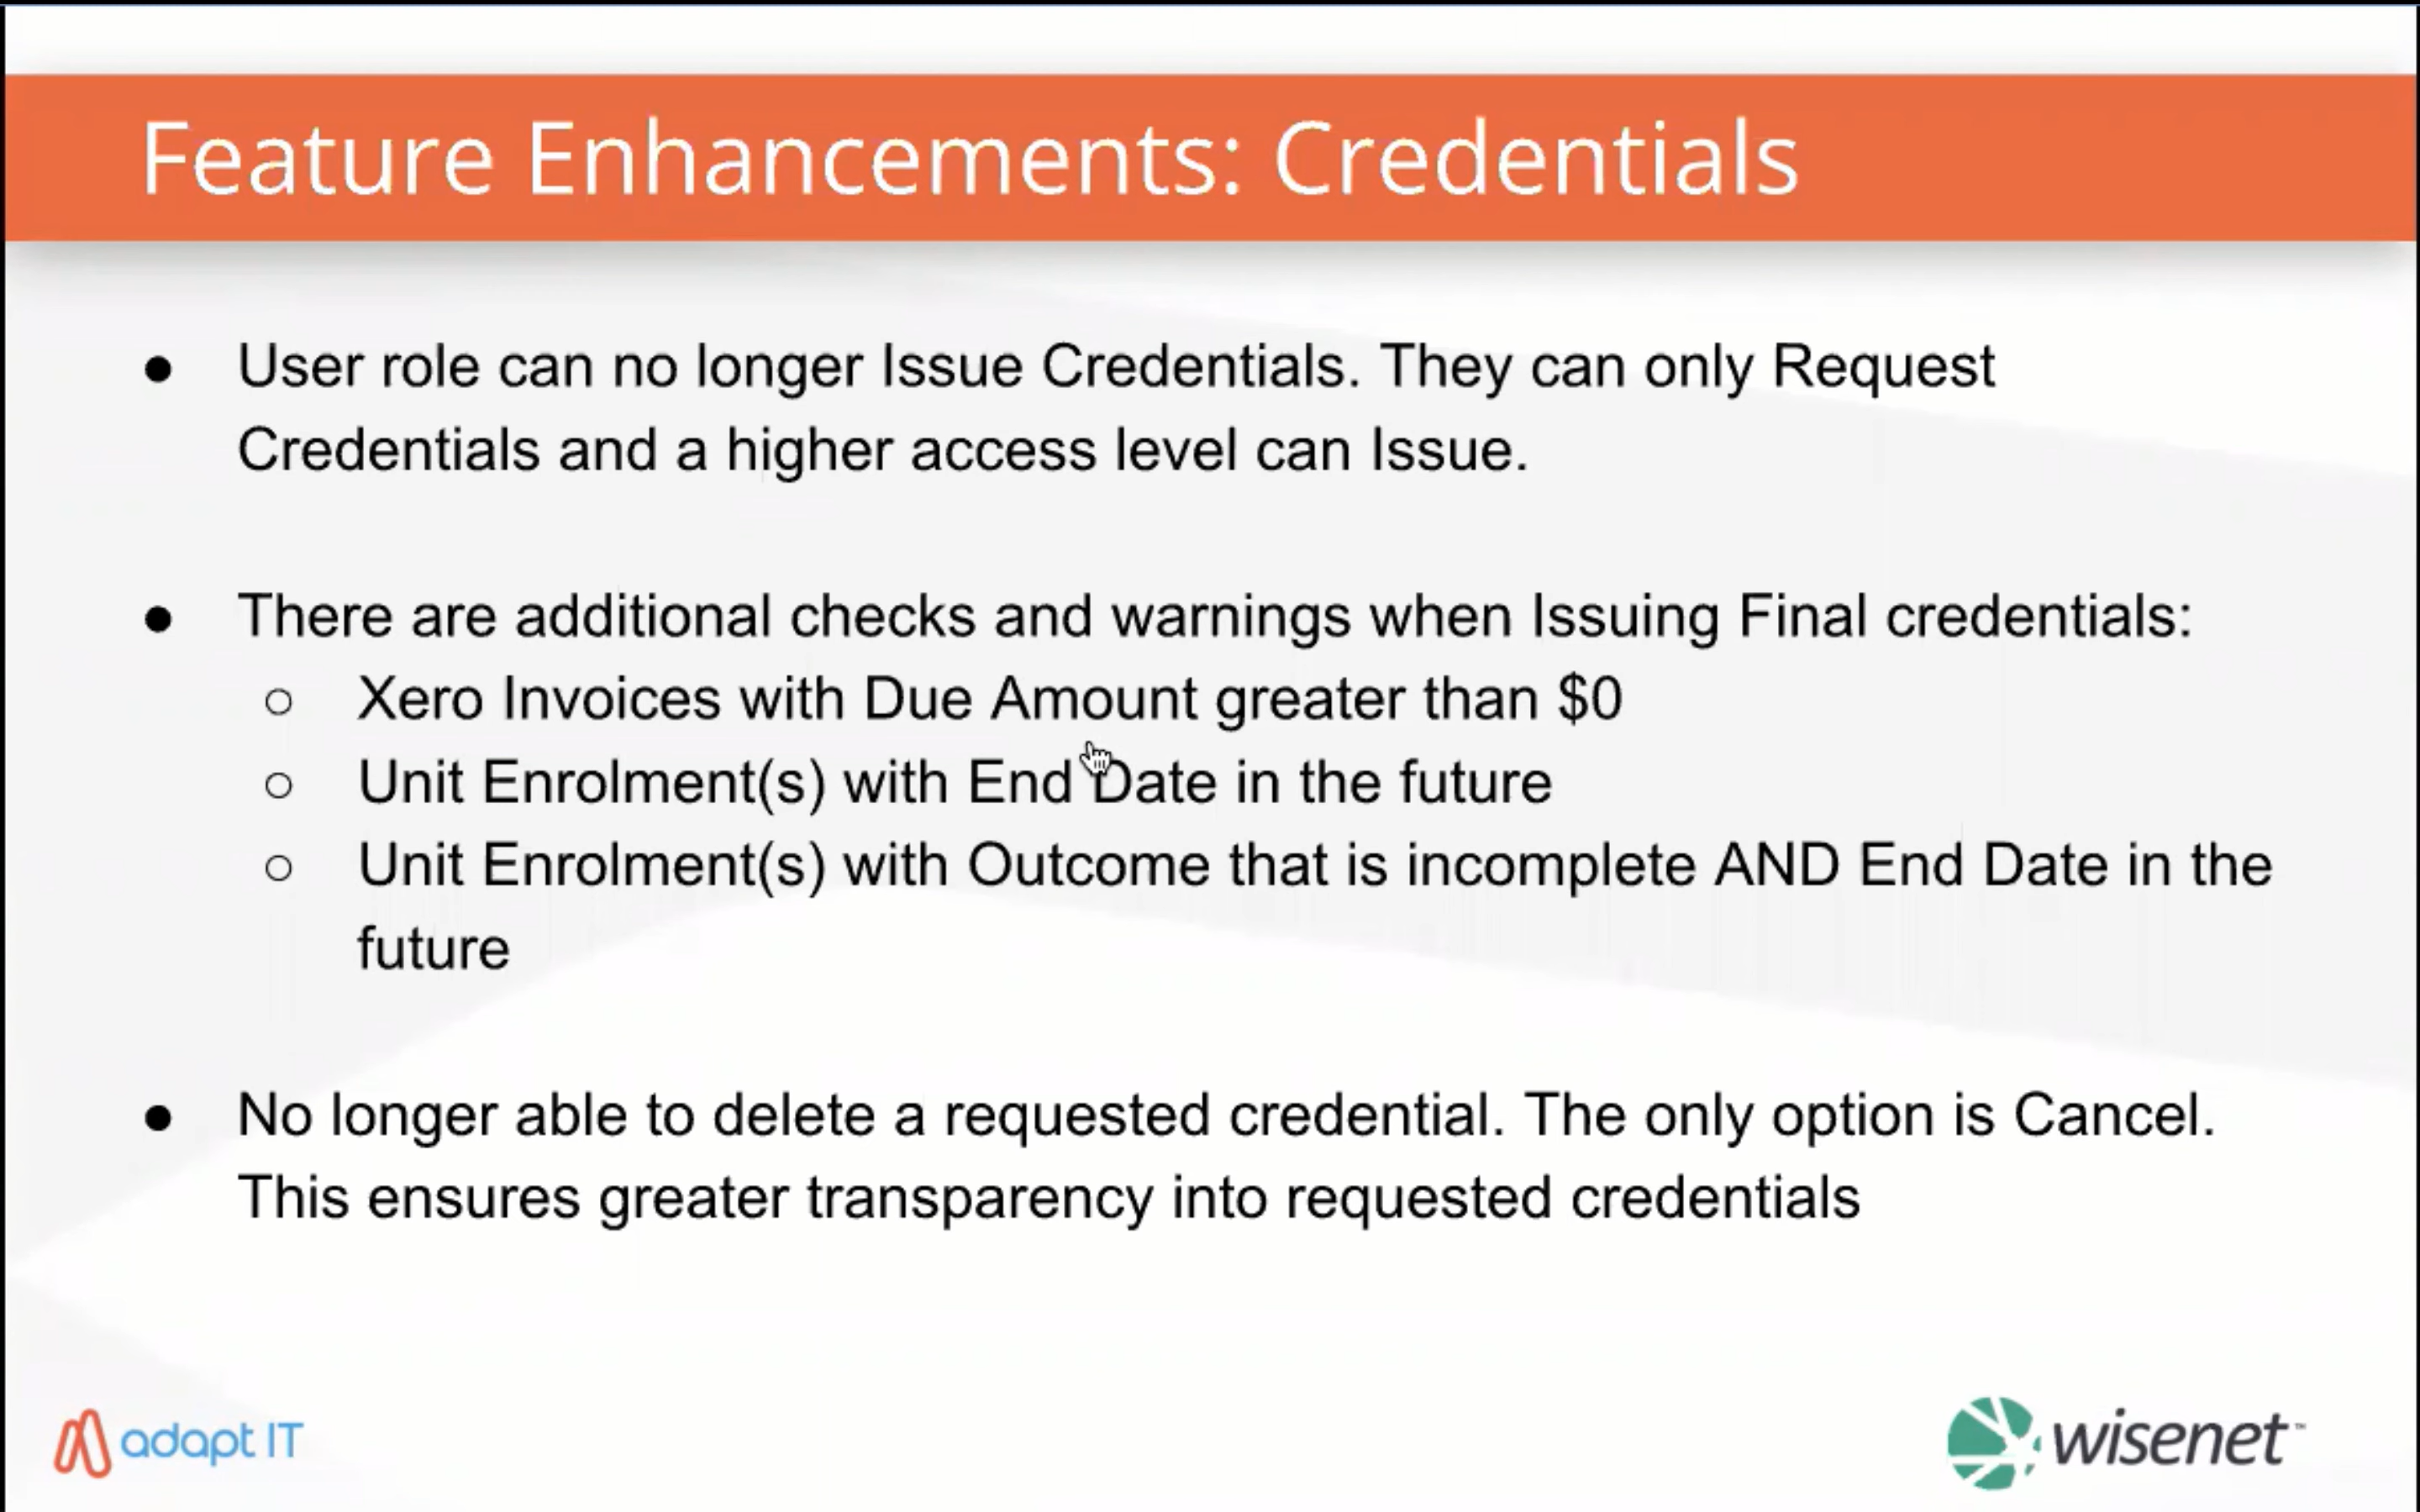 Feature Enhancements: Credentials
● User role can no longer Issue Credentials. They can only Request
Credentials and a higher access level can Issue.
● There are additional checks and warnings when Issuing Final credentials:
○ Xero Invoices with Due Amount greater than $0
○ Unit Enrolment(s) with End Date in the future
○ Unit Enrolment(s) with Outcome that is incomplete AND End Date in the
future
● No longer able to delete a requested credential. The only option is Cancel.
This ensures greater transparency into requested credentials
adapt IT
wisenet™